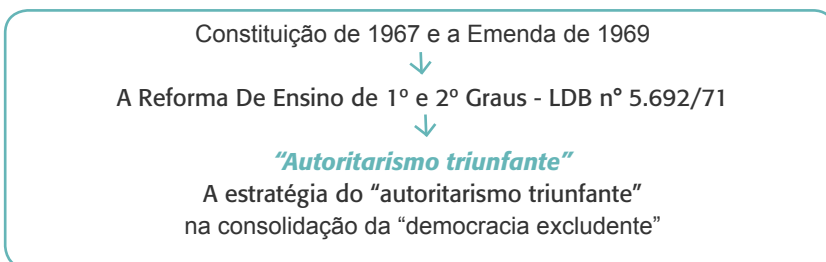 Constituição de 1967 e a Emenda de 1969
A Reforma De Ensino de 1º e 2º Graus - LDB n° 5.692/71
“Autoritarismo triunfante”
A estratégia do “autoritarismo triunfante”
na consolidação da “democracia excludente”